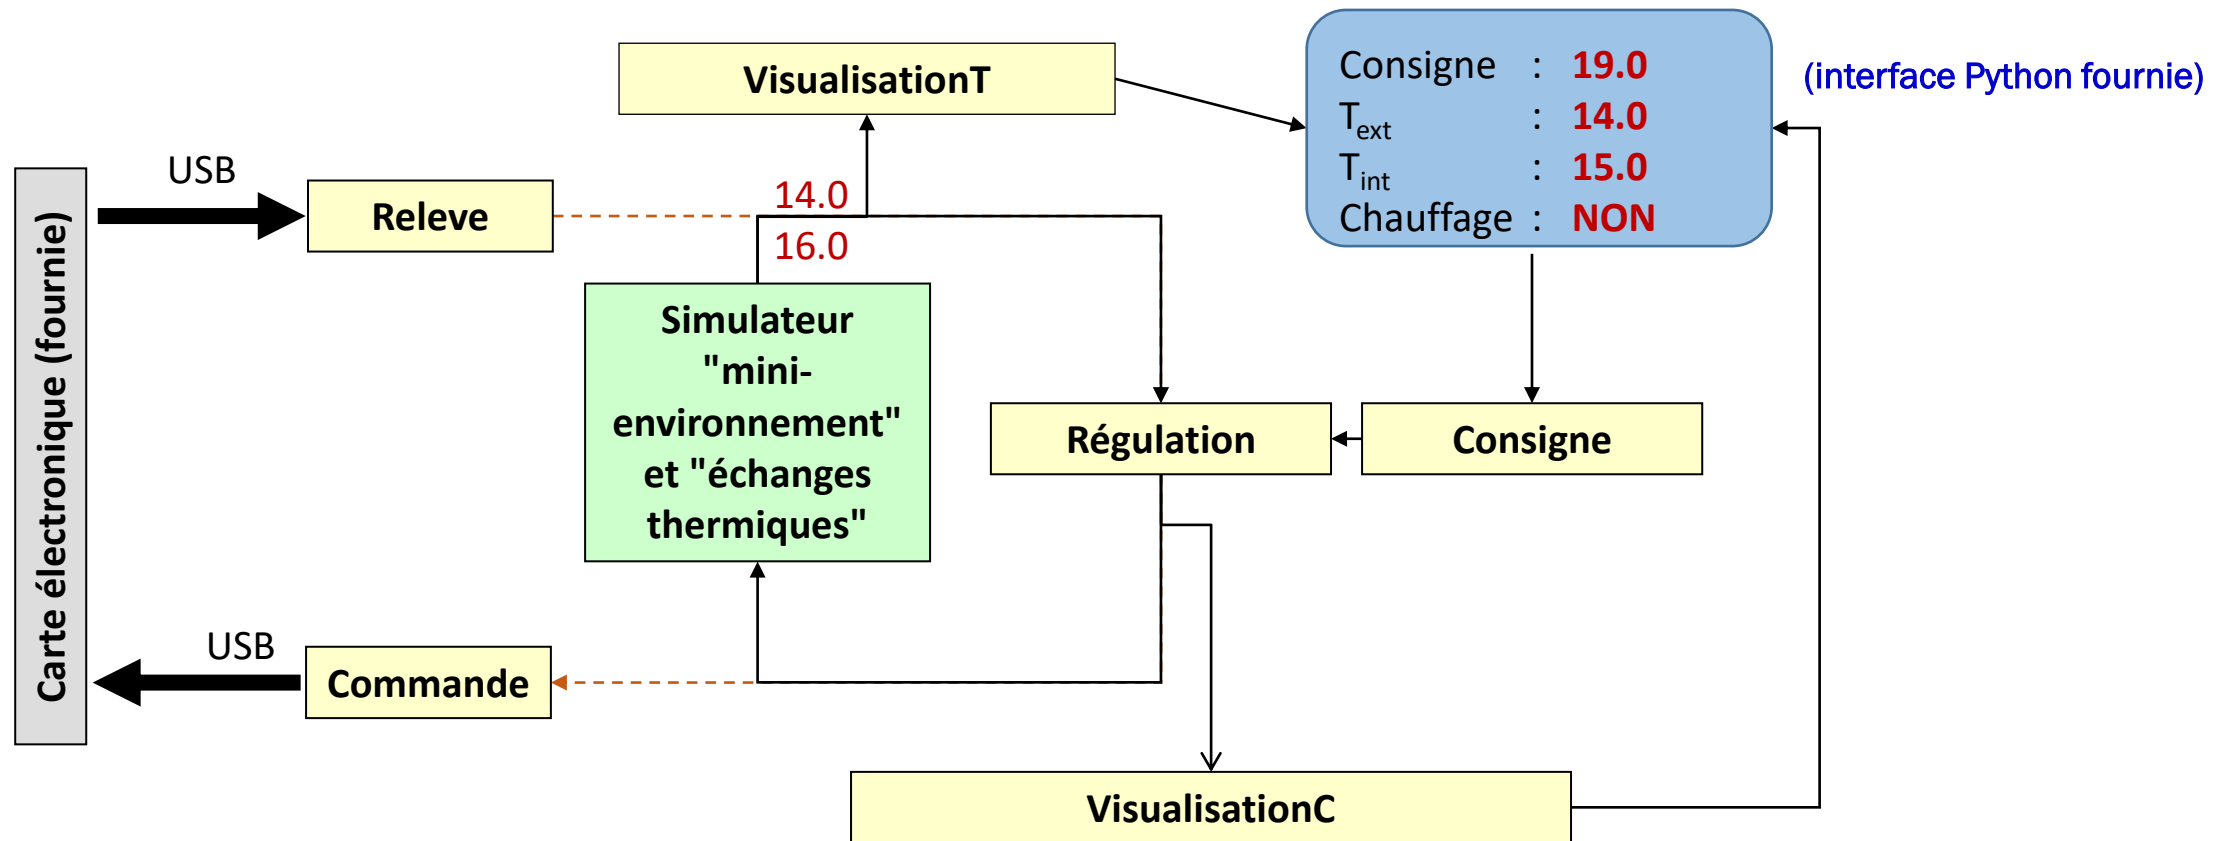 VisualisationT
Consigne : 19.0
Text : 14.0
Tint : 15.0
Chauffage : NON
(interface Python fournie)
USB
Releve
14.0
16.0
Carte électronique (fournie)
Simulateur
"mini-
environnement"
et "échanges
thermiques"
Régulation
Consigne
USB
Commande
VisualisationC